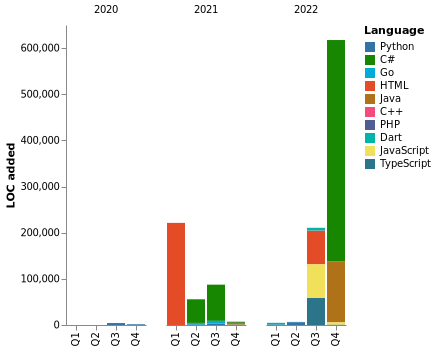 2020 2021 2022
Language
Python
C#
Go
HTML
Java
C++
PHP
Dart
JavaScript
TypeScript
LOC added
600,000
500,000
400,000
300,000
200,000
100,000
0
Q1 Q2 Q3 Q4 Q1 Q2 Q3 Q4 Q1 Q2 Q3 Q4